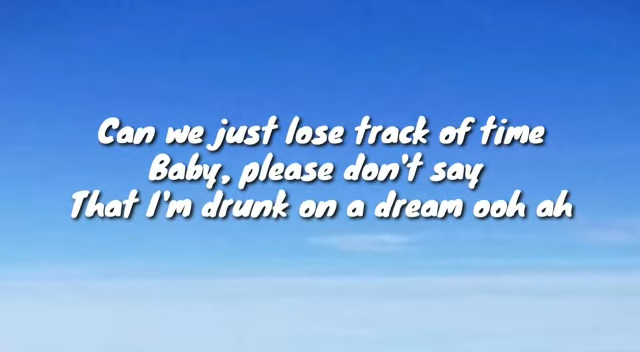 Can we just lose track of time
Baby, please don't say
That I'm drunk on a dream ooh ah